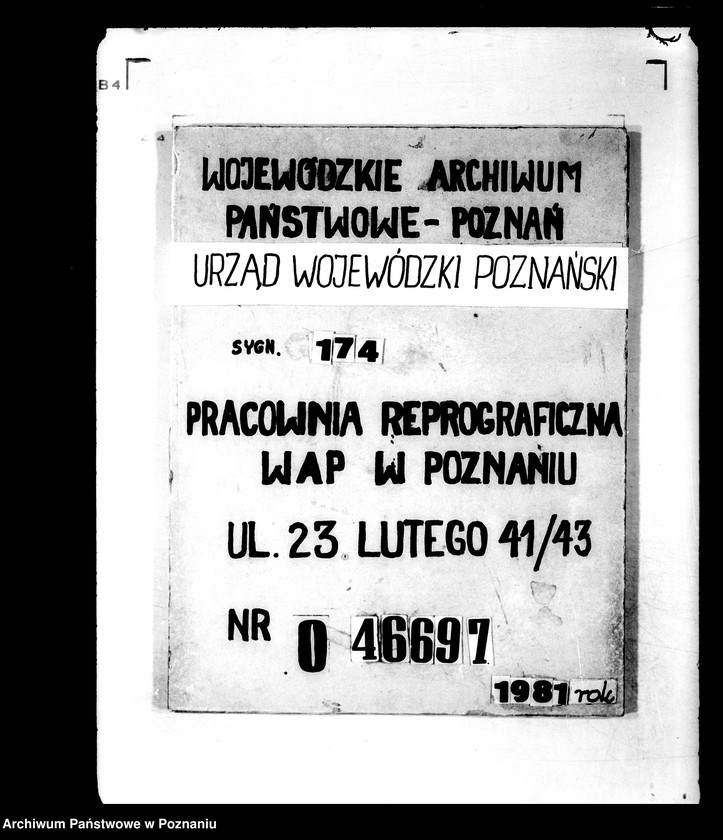 B4
WOJEWÓDZKIE ARCHIWUM
PAŃSTWOWE - POZNAŃ
URZĄD WOJEWÓDZKI POZNAŃSKI
SYGN. 174
PRACOWNIA REPROGRAFICZNA
WAP W POZNANIU
UL. 23 LUTEGO 41/43
NR 0 46697
1981 rok
Archiwum Państwowe w Poznaniu